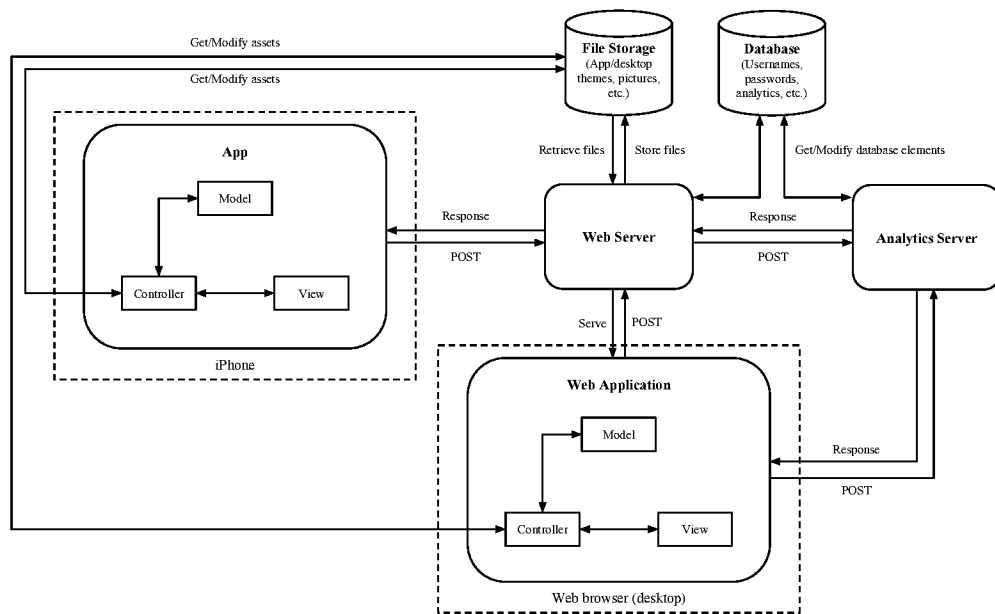 Get/Modify assets
Get/Modify assets
File Storage
(App/desktop
themes, pictures,
etc.)
Database
(Usernames,
passwords,
analytics, etc.)
Retrieve files
Store files
Get/Modify database elements
App
Model
Controller
View
iPhone
Response
POST
Web Server
Response
POST
Analytics Server
Serve
POST
Web Application
Model
Controller
View
Web browser (desktop)
Response
POST